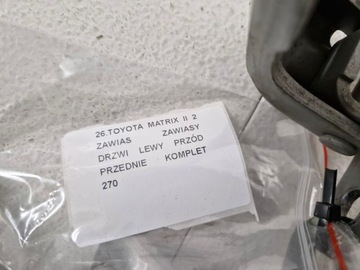 26.TOYOTA MATRIX II 2
ZAWIAS ZAWIASY
DRZWI LEWY PRZÓD
PRZEDNIE KOMPLET
270